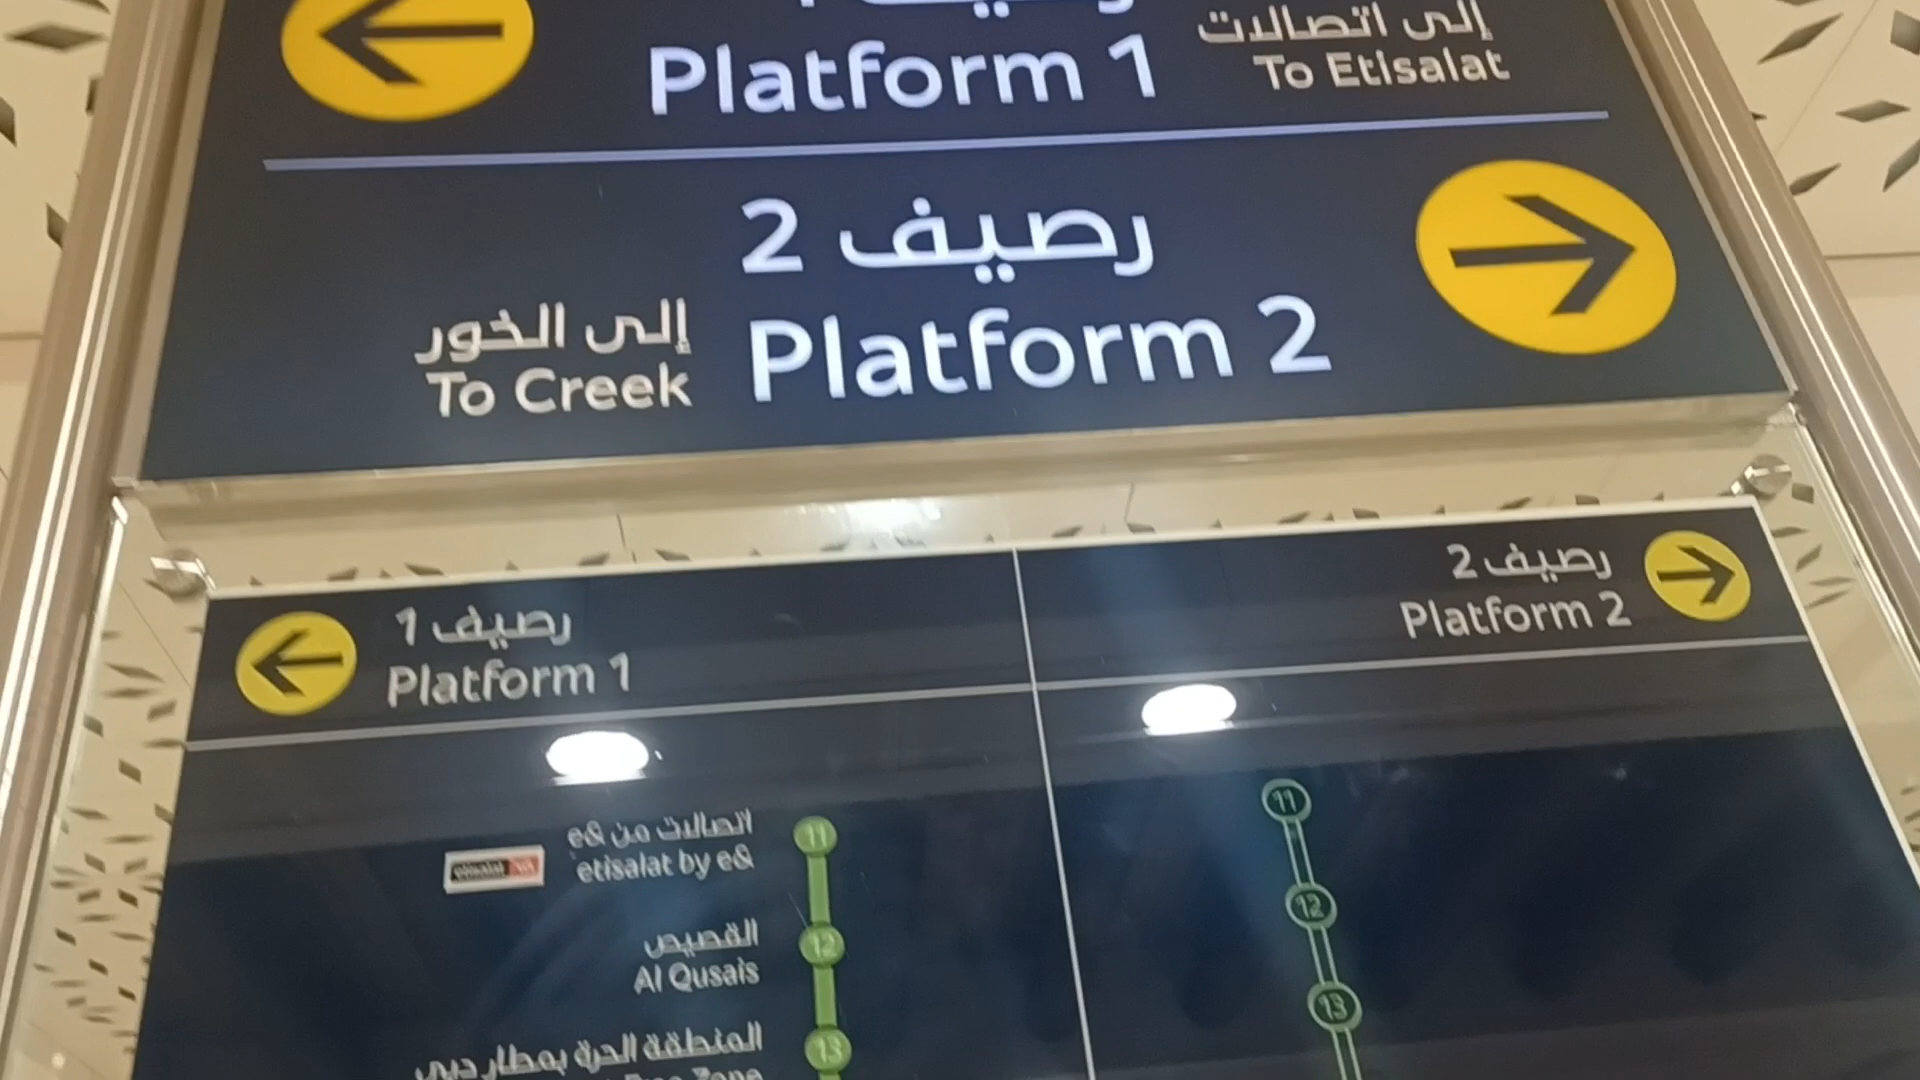 Platform 1
إلى اتصالات
To Etisalat
رصيف 2
Platform 2
إلى الخور
To Creek
رصيف 1
Platform 1
رصيف 2
Platform 2
اتصالات من e&
etisalat by e&
11
القصيص
Al Qusais
12
المنطقة الحرة بمطار دبي
13
11
12
13